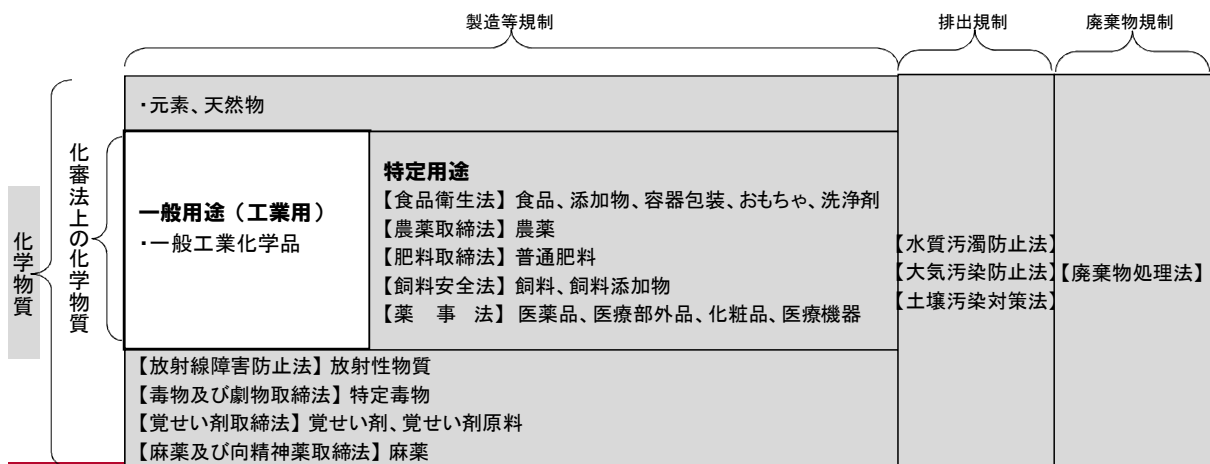 製造等規制
排出規制
廃棄物規制
化学物質
化審法上の化学物質
・元素、天然物
一般用途（工業用）
・一般工業化学品
特定用途
【食品衛生法】食品、添加物、容器包装、おもちゃ、洗浄剤
【農薬取締法】農薬
【肥料取締法】普通肥料
【飼料安全法】飼料、飼料添加物
【薬　事　法】医薬品、医療部外品、化粧品、医療機器
【放射線障害防止法】放射性物質
【毒物及び劇物取締法】特定毒物
【覚せい剤取締法】覚せい剤、覚せい剤原料
【麻薬及び向精神薬取締法】麻薬
【水質汚濁防止法】
【大気汚染防止法】
【土壌汚染対策法】
【廃棄物処理法】